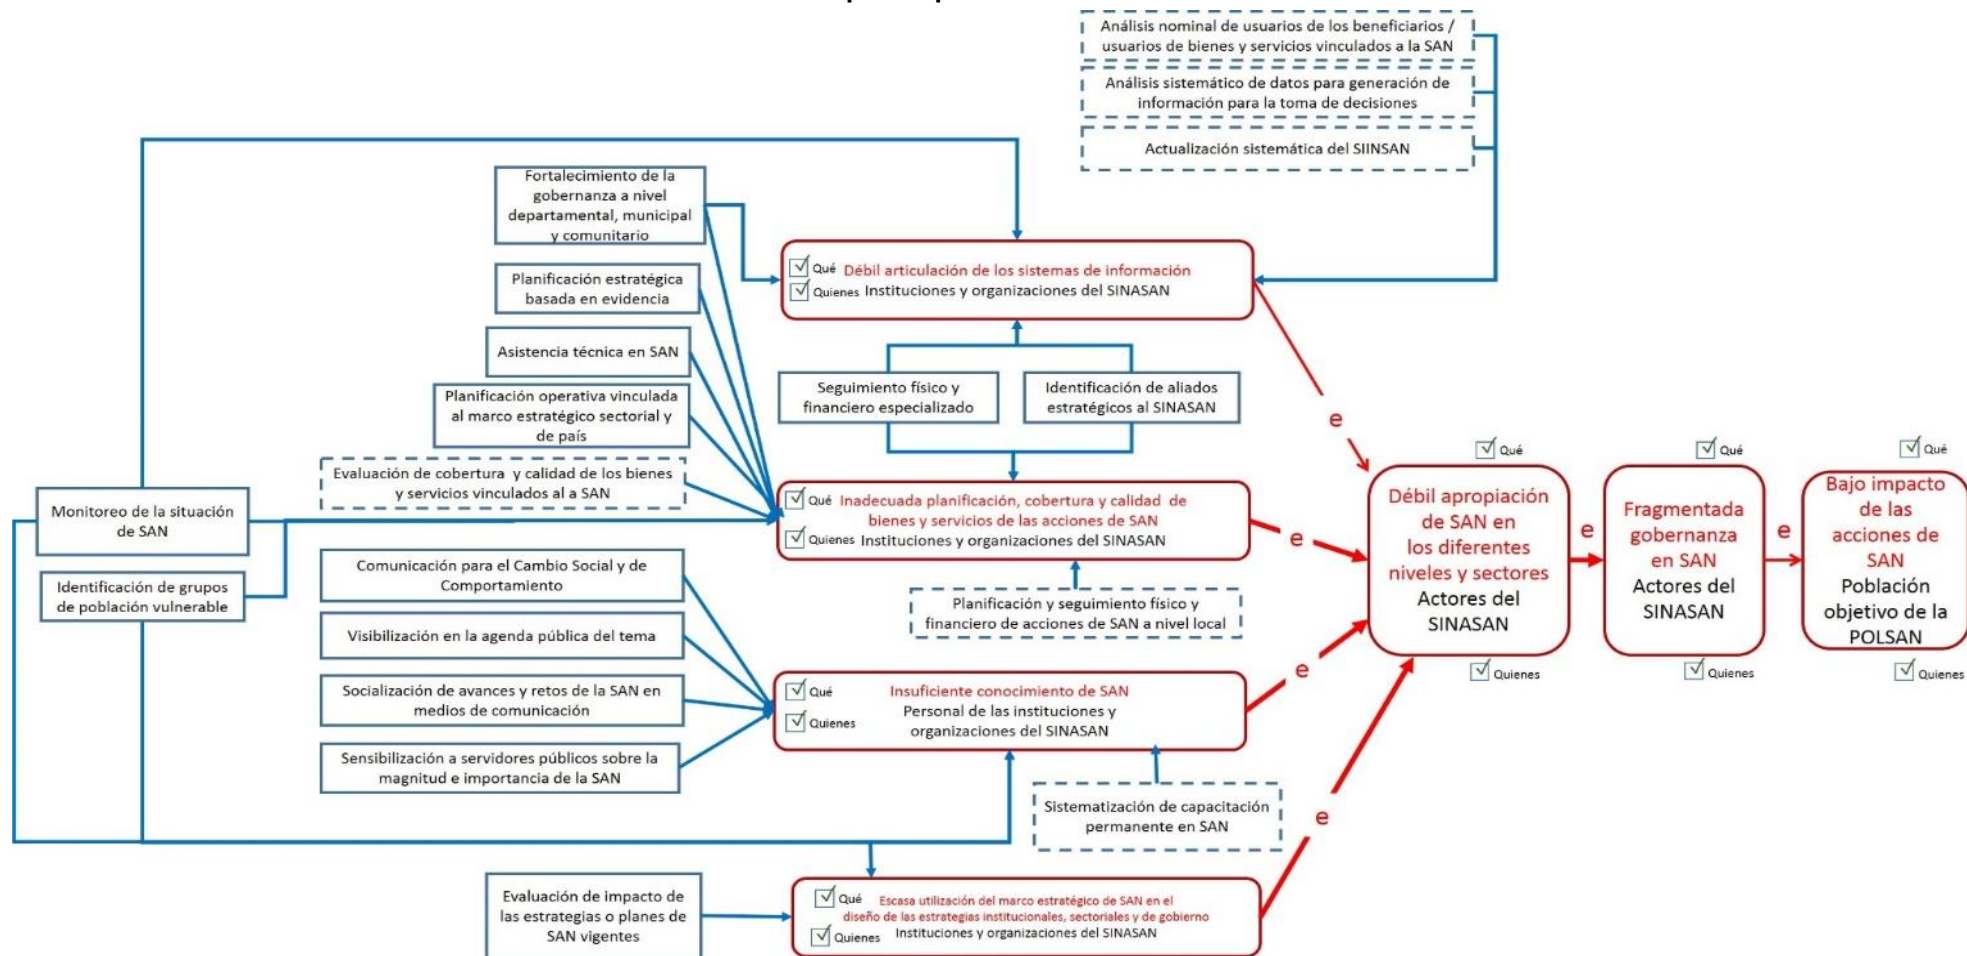 Análisis nominal de usuarios de los beneficiarios /
usuarios de bienes y servicios vinculados a la SAN
Análisis sistemático de datos para generación de
información para la toma de decisiones
Actualización sistemática del SIINSAN
Fortalecimiento de la
gobernanza a nivel
departamental, municipal
y comunitario
Planificación estratégica
basada en evidencia
Asistencia técnica en SAN
Planificación operativa vinculada
al marco estratégico sectorial y
de país
Evaluación de cobertura y calidad de los bienes
y servicios vinculados al a SAN
Monitoreo de la situación
de SAN
Identificación de grupos
de población vulnerable
Comunicación para el Cambio Social y de
Comportamiento
Visibilización en la agenda pública del tema
Socialización de avances y retos de la SAN en
medios de comunicación
Sensibilización a servidores públicos sobre la
magnitud e importancia de la SAN
Evaluación de impacto de
las estrategias o planes de
SAN vigentes
Qué Débil articulación de los sistemas de información
Quienes Instituciones y organizaciones del SINASAN
Seguimiento físico y
financiero especializado
Identificación de aliados
estratégicos al SINASAN
Qué Inadecuada planificación, cobertura y calidad de
bienes y servicios de las acciones de SAN
Quienes Instituciones y organizaciones del SINASAN
Planificación y seguimiento físico y
financiero de acciones de SAN a nivel local
Qué Insuficiente conocimiento de SAN
Quienes Personal de las instituciones y
organizaciones del SINASAN
Sistematización de capacitación
permanente en SAN
Qué Escasa utilización del marco estratégico de SAN en el
diseño de las estrategias institucionales, sectoriales y de gobierno
Quienes Instituciones y organizaciones del SINASAN
e
e
e
e
Qué
Débil apropiación
de SAN en
los diferentes
niveles y sectores
Actores del
SINASAN
Quienes
e
Qué
Fragmentada
gobernanza
en SAN
Actores del
SINASAN
Quienes
e
Qué
Bajo impacto
de las
acciones de
SAN
Población
objetivo de la
POLSAN
Quienes